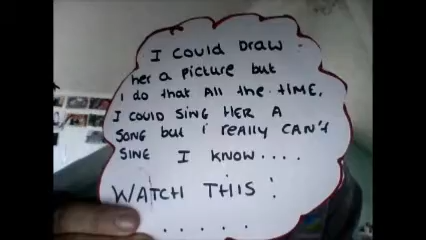 I COULD DRAW
her a picture but
i do that ALL the tIME,
I COULD SING HER A
SONG but i really CAN't
SINE I KNOW....
WATCH THIS!
.....